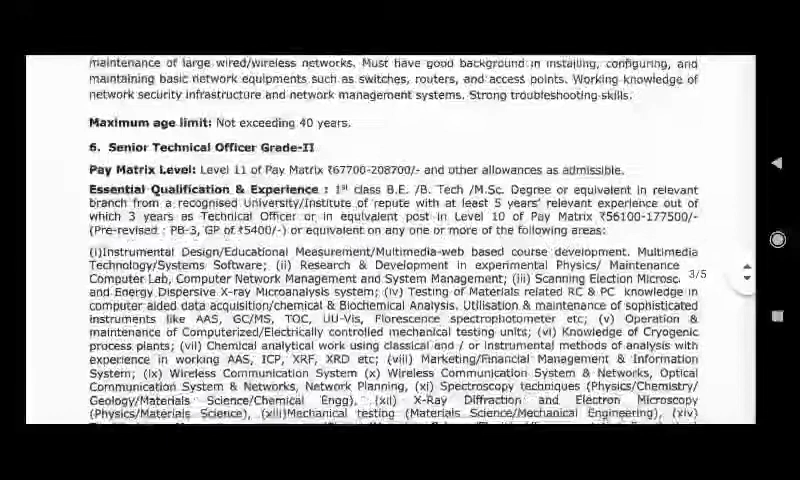 maintenance of large wired/wireless networks. Must have good background in installing, configuring, and
maintaining basic network equipments such as switches, routers, and access points. Working knowledge of
network security infrastructure and network management systems. Strong troubleshooting skills.
Maximum age limit: Not exceeding 40 years.
6. Senior Technical Officer Grade-II
Pay Matrix Level: Level 11 of Pay Matrix ₹67700-208700/- and other allowances as admissible.
Essential Qualification & Experience : 1st class B.E. /B. Tech /M.Sc. Degree or equivalent in relevant
branch from a recognised University/Institute of repute with at least 5 years' relevant experience out of
which 3 years as Technical Officer or in equivalent post in Level 10 of Pay Matrix ₹56100-177500/-
(Pre-revised : PB-3, GP of ₹5400/-) or equivalent on any one or more of the following areas:
(i)Instrumental Design/Educational Measurement/Multimedia-web based course development. Multimedia
Technology/Systems Software; (ii) Research & Development in experimental Physics/ Maintenance
Computer Lab, Computer Network Management and System Management; (iii) Scanning Election Microsc
3/5
and Energy Dispersive X-ray Microanalysis system; (iv) Testing of Materials related RC & PC knowledge in
computer aided data acquisition/chemical & Biochemical Analysis. Utilisation & maintenance of sophisticated
instruments like AAS, GC/MS, TOC, UU-Vis, Florescence spectrophotometer etc; (v) Operation &
maintenance of Computerized/Electrically controlled mechanical testing units; (vi) Knowledge of Cryogenic
process plants; (vii) Chemical analytical work using classical and / or instrumental methods of analysis with
experience in working AAS, ICP, XRF, XRD etc; (viii) Marketing/Financial Management & Information
System; (ix) Wireless Communication System (x) Wireless Communication System & Networks, Optical
Communication System & Networks, Network Planning, (xi) Spectroscopy techniques (Physics/Chemistry/
Geology/Materials Science/Chemical Engg), (xii) X-Ray Diffraction and Electron Microscopy
(Physics/Materials Science), (xiii)Mechanical testing (Materials Science/Mechanical Engineering), (xiv)